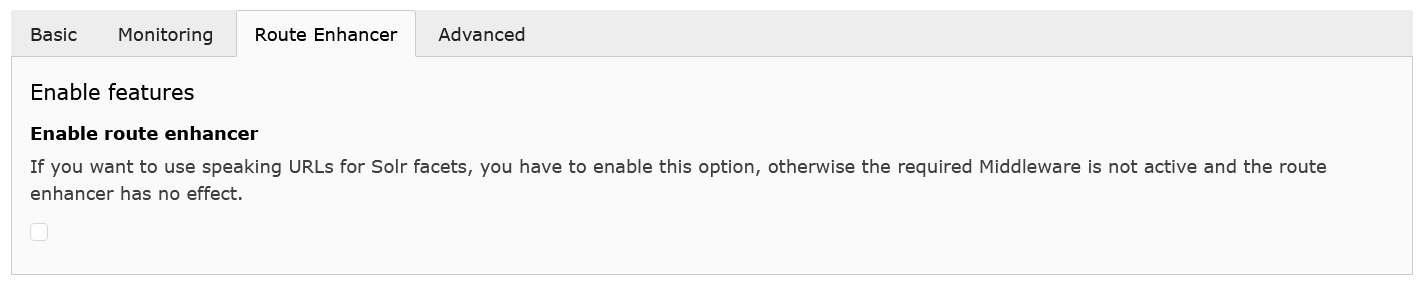 Basic Monitoring Route Enhancer Advanced
Enable features
Enable route enhancer
If you want to use speaking URLs for Solr facets, you have to enable this option, otherwise the required Middleware is not active and the route
enhancer has no effect.